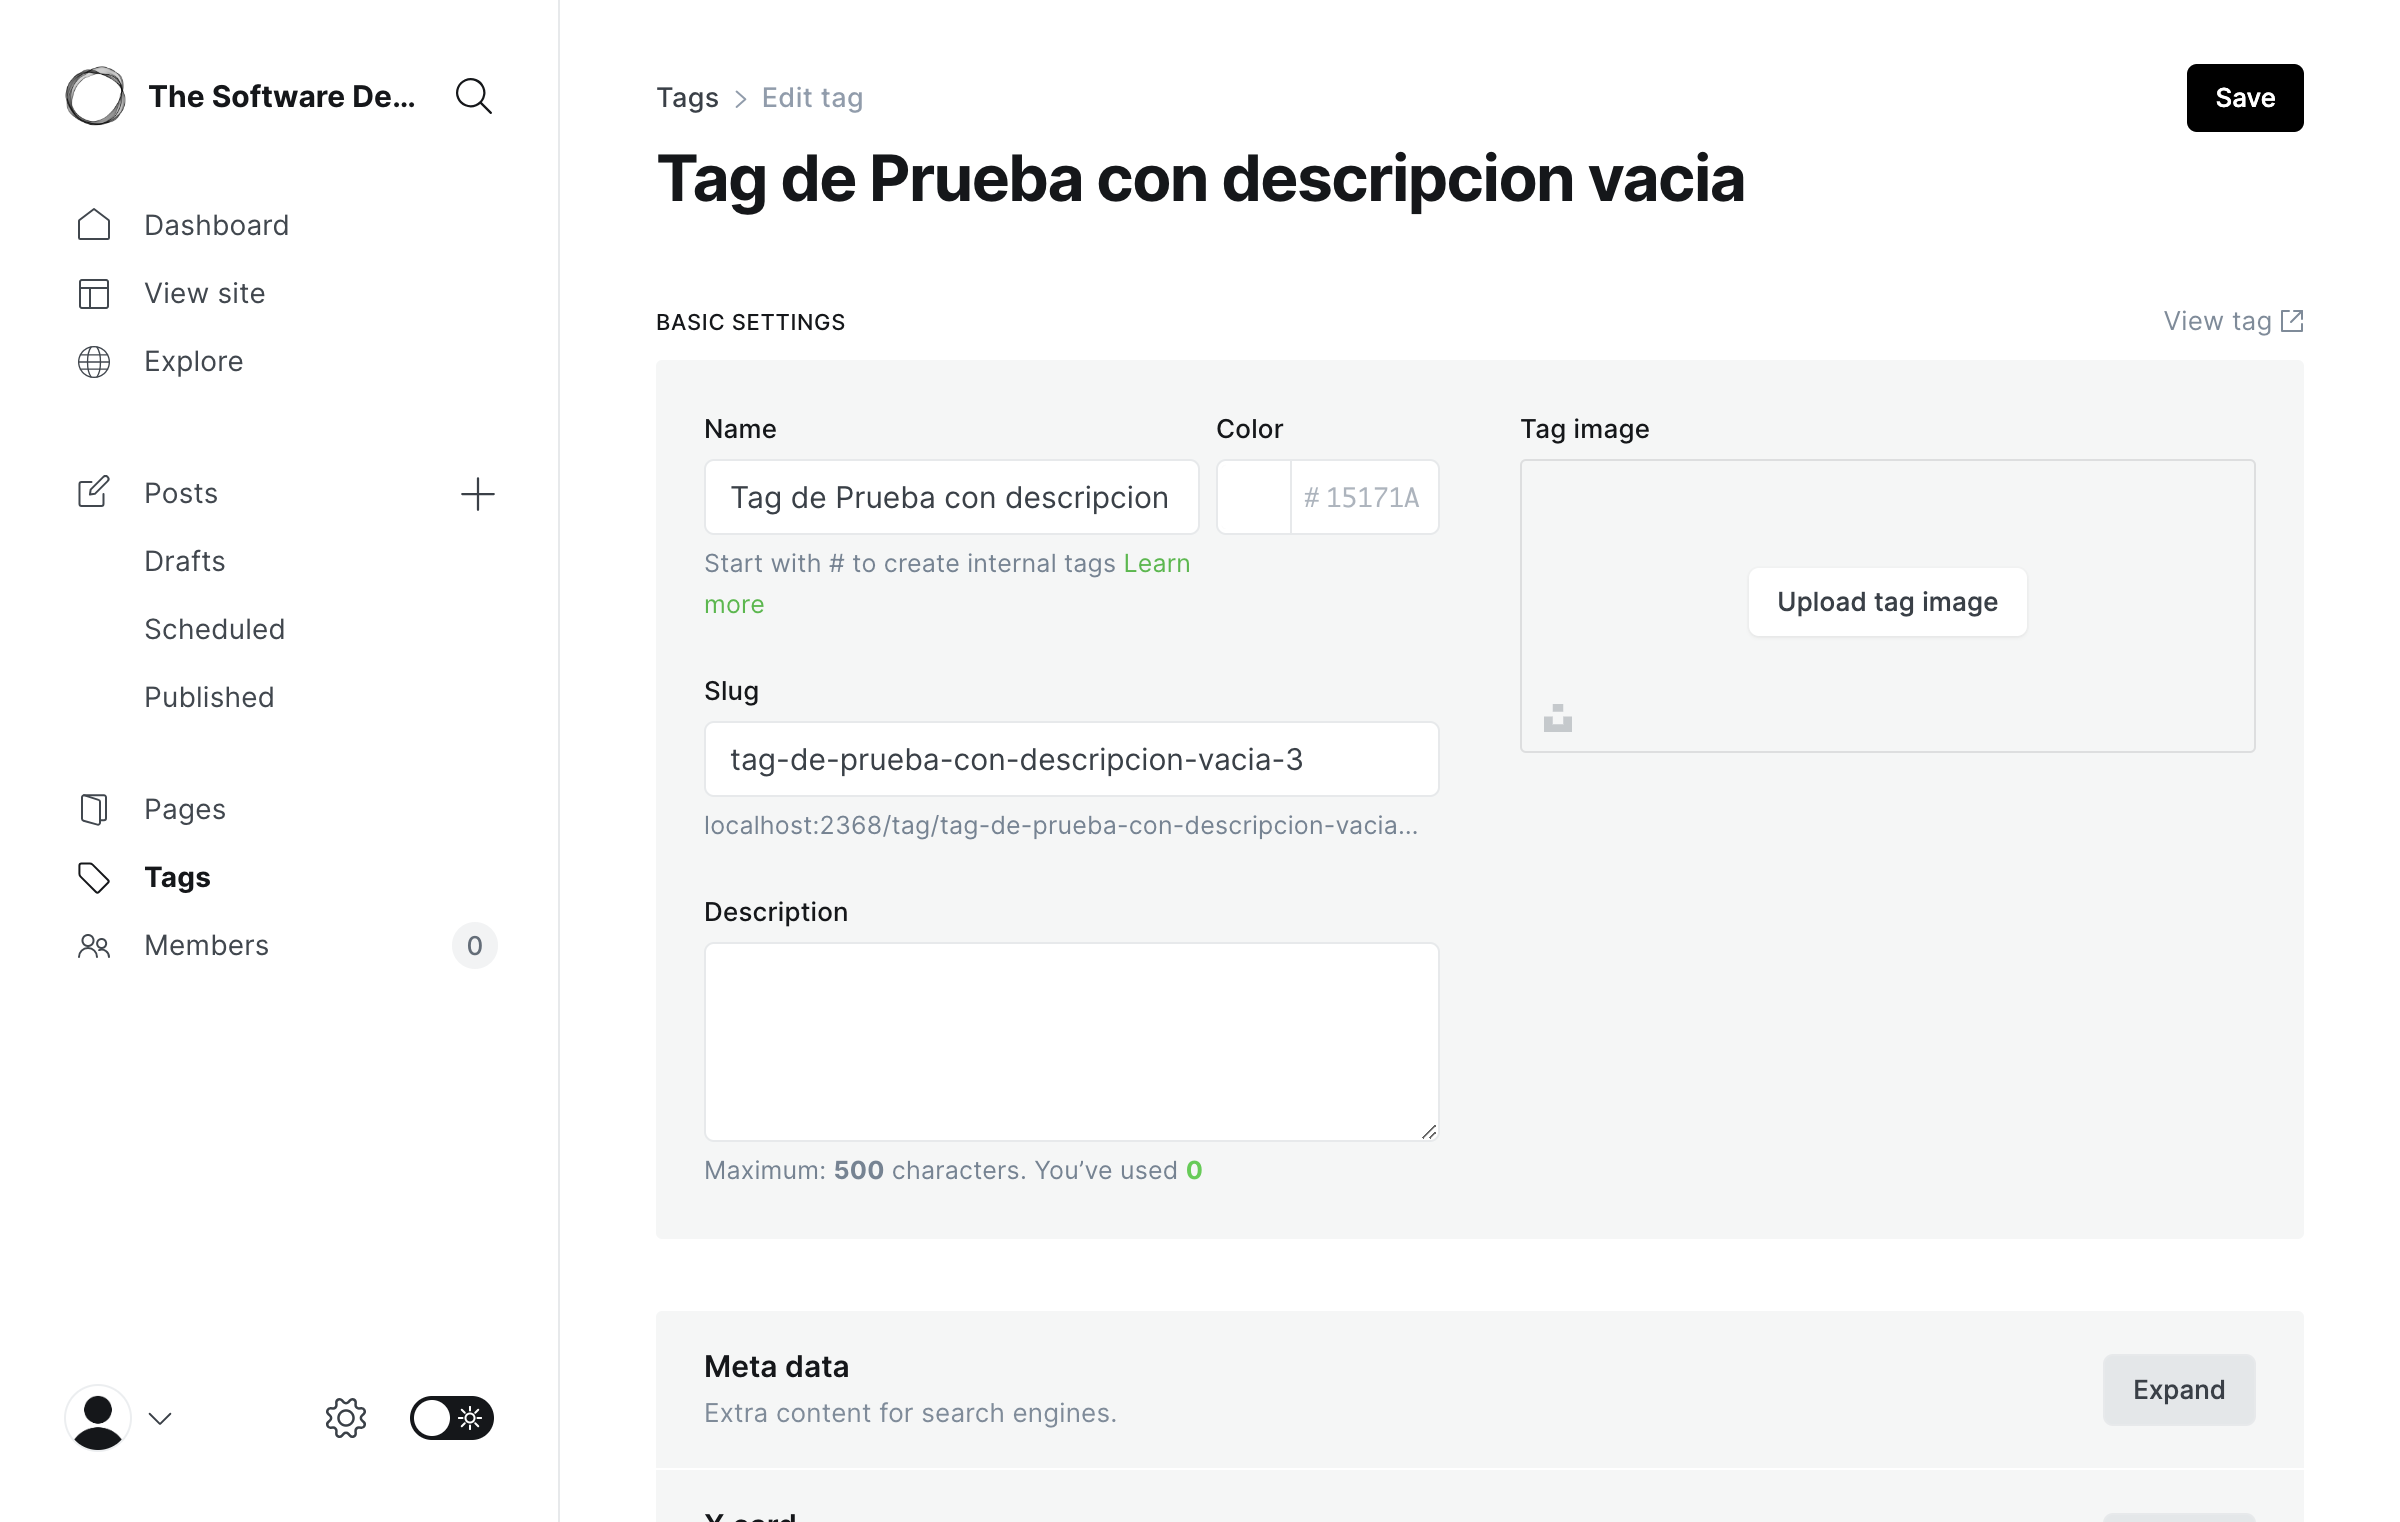 The Software De...
Dashboard
View site
Explore
Posts
Drafts
Scheduled
Published
Pages
Tags
Members
0
Tags > Edit tag
Save
Tag de Prueba con descripcion vacia
BASIC SETTINGS
View tag
Name
Tag de Prueba con descripcion
Color
# 15171A
Start with # to create internal tags Learn
more
Slug
tag-de-prueba-con-descripcion-vacia-3
localhost:2368/tag/tag-de-prueba-con-descripcion-vacia...
Description
Maximum: 500 characters. You’ve used 0
Tag image
Upload tag image
Meta data
Extra content for search engines.
Expand
X card